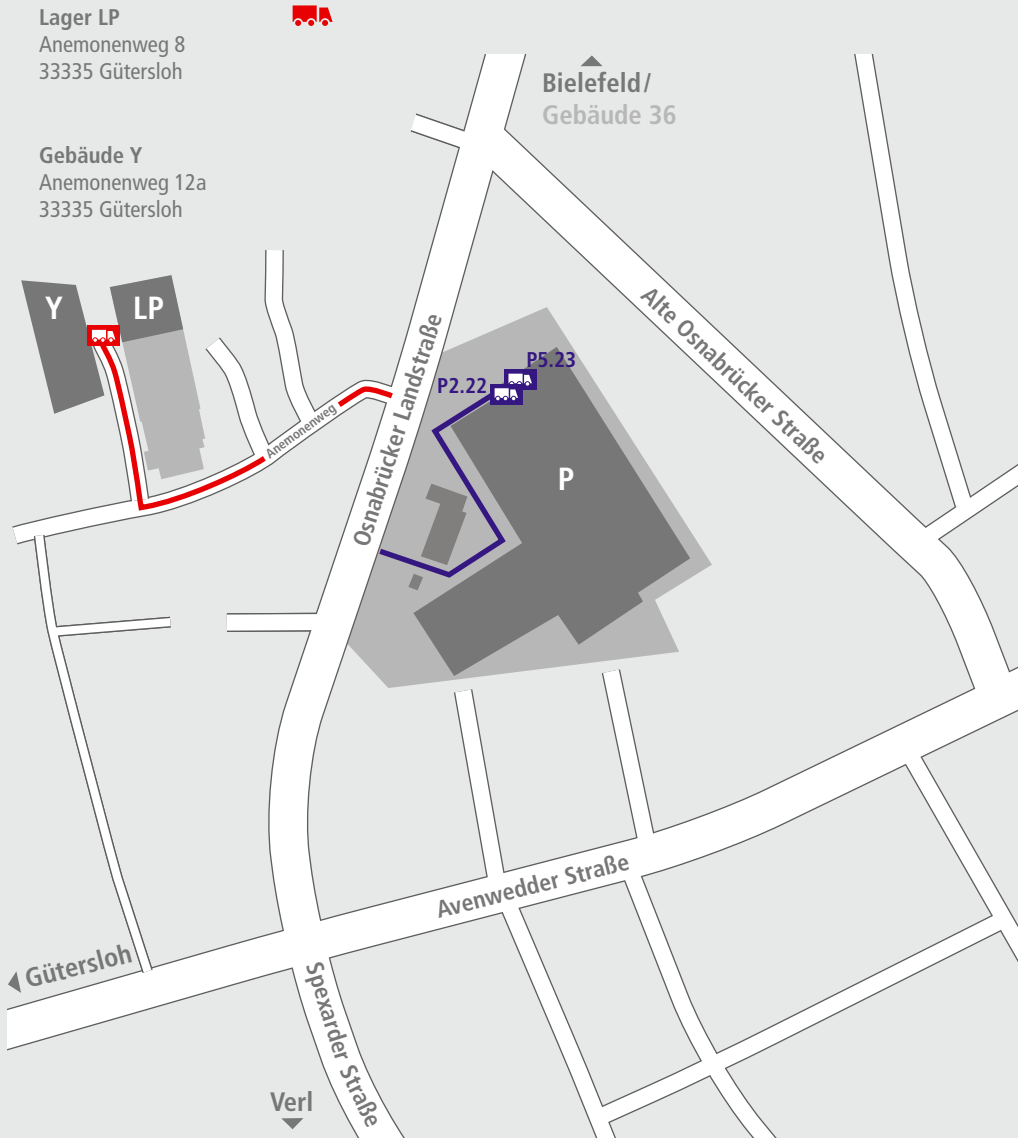 Lager LP
Anemonenweg 8
33335 Gütersloh
Bielefeld/
Gebäude 36
Gebäude Y
Anemonenweg 12a
33335 Gütersloh
Y
LP
Alte Osnabrücker Straße
Osnabrücker Landstraße
P5.23
P2.22
Anemonenweg
P
Avenwedder Straße
Gütersloh
Spexarder Straße
Verl